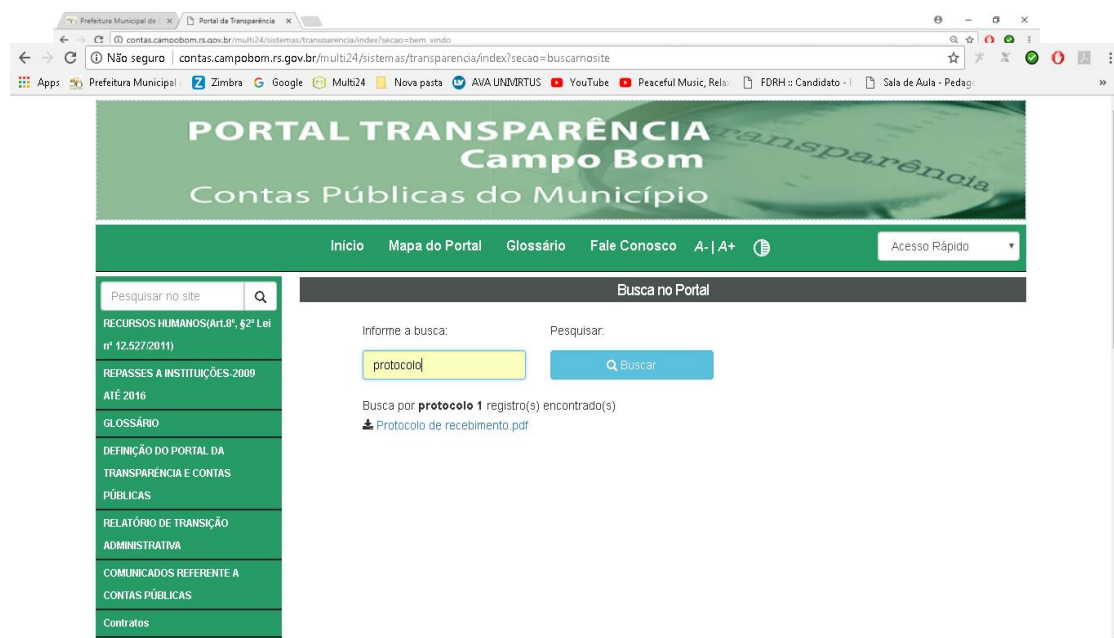 Prefeitura Municipal de
Portal da Transparência
contas.campobom.rs.gov.br/multi24/sistemas/transparencia/index?secao=bem_vindo
Não seguro | contas.campobom.rs.gov.br/multi24/sistemas/transparencia/index?secao=buscarnosite
Apps Prefeitura Municipal Zimbra Google Multi24 Nova pasta AVA UNIVIRTUS YouTube Peaceful Music, Rela FDRH :: Candidato - Sala de Aula - Pedag »
PORTAL TRANSPARÊNCIA
Campo Bom
Contas Públicas do Município
transparência
Início Mapa do Portal Glossário Fale Conosco A- | A+ Acesso Rápido
Pesquisar no site
RECURSOS HUMANOS(Art.8º, §2º Lei
nº 12.527/2011)
REPASSES A INSTITUIÇÕES-2009
ATÉ 2016
GLOSSÁRIO
DEFINIÇÃO DO PORTAL DA
TRANSPARÊNCIA E CONTAS
PÚBLICAS
RELATÓRIO DE TRANSIÇÃO
ADMINISTRATIVA
COMUNICADOS REFERENTE A
CONTAS PÚBLICAS
Contratos
Busca no Portal
Informe a busca: Pesquisar:
protocolo Buscar
Busca por protocolo 1 registro(s) encontrado(s)
Protocolo de recebimento.pdf